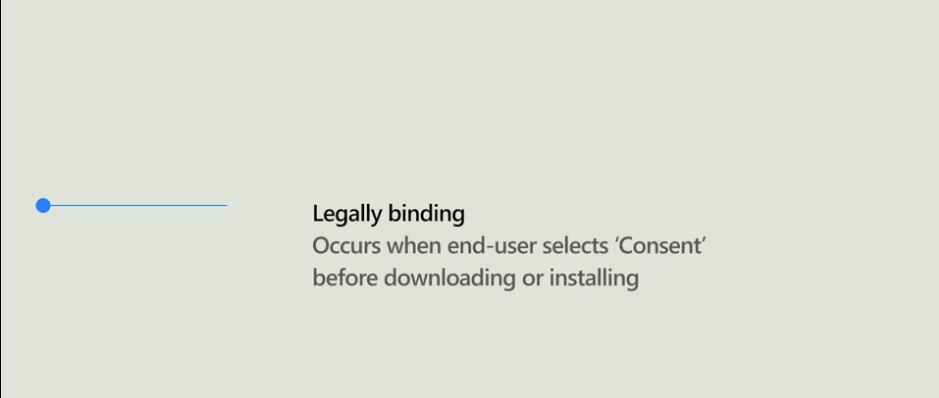 Legally binding
Occurs when end-user selects ‘Consent’
before downloading or installing